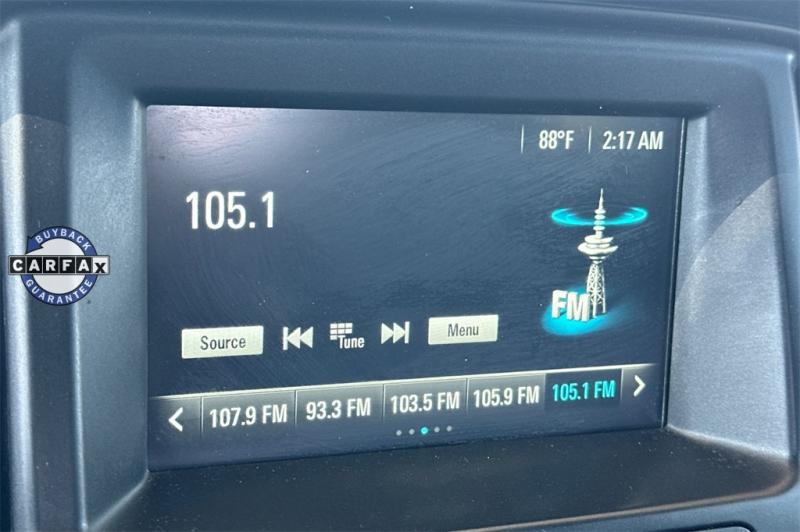 88°F 2:17 AM
105.1
BUYBACK
CARFAX
GUARANTEE
FM
Source Tune Menu
107.9 FM 93.3 FM 103.5 FM 105.9 FM 105.1 FM